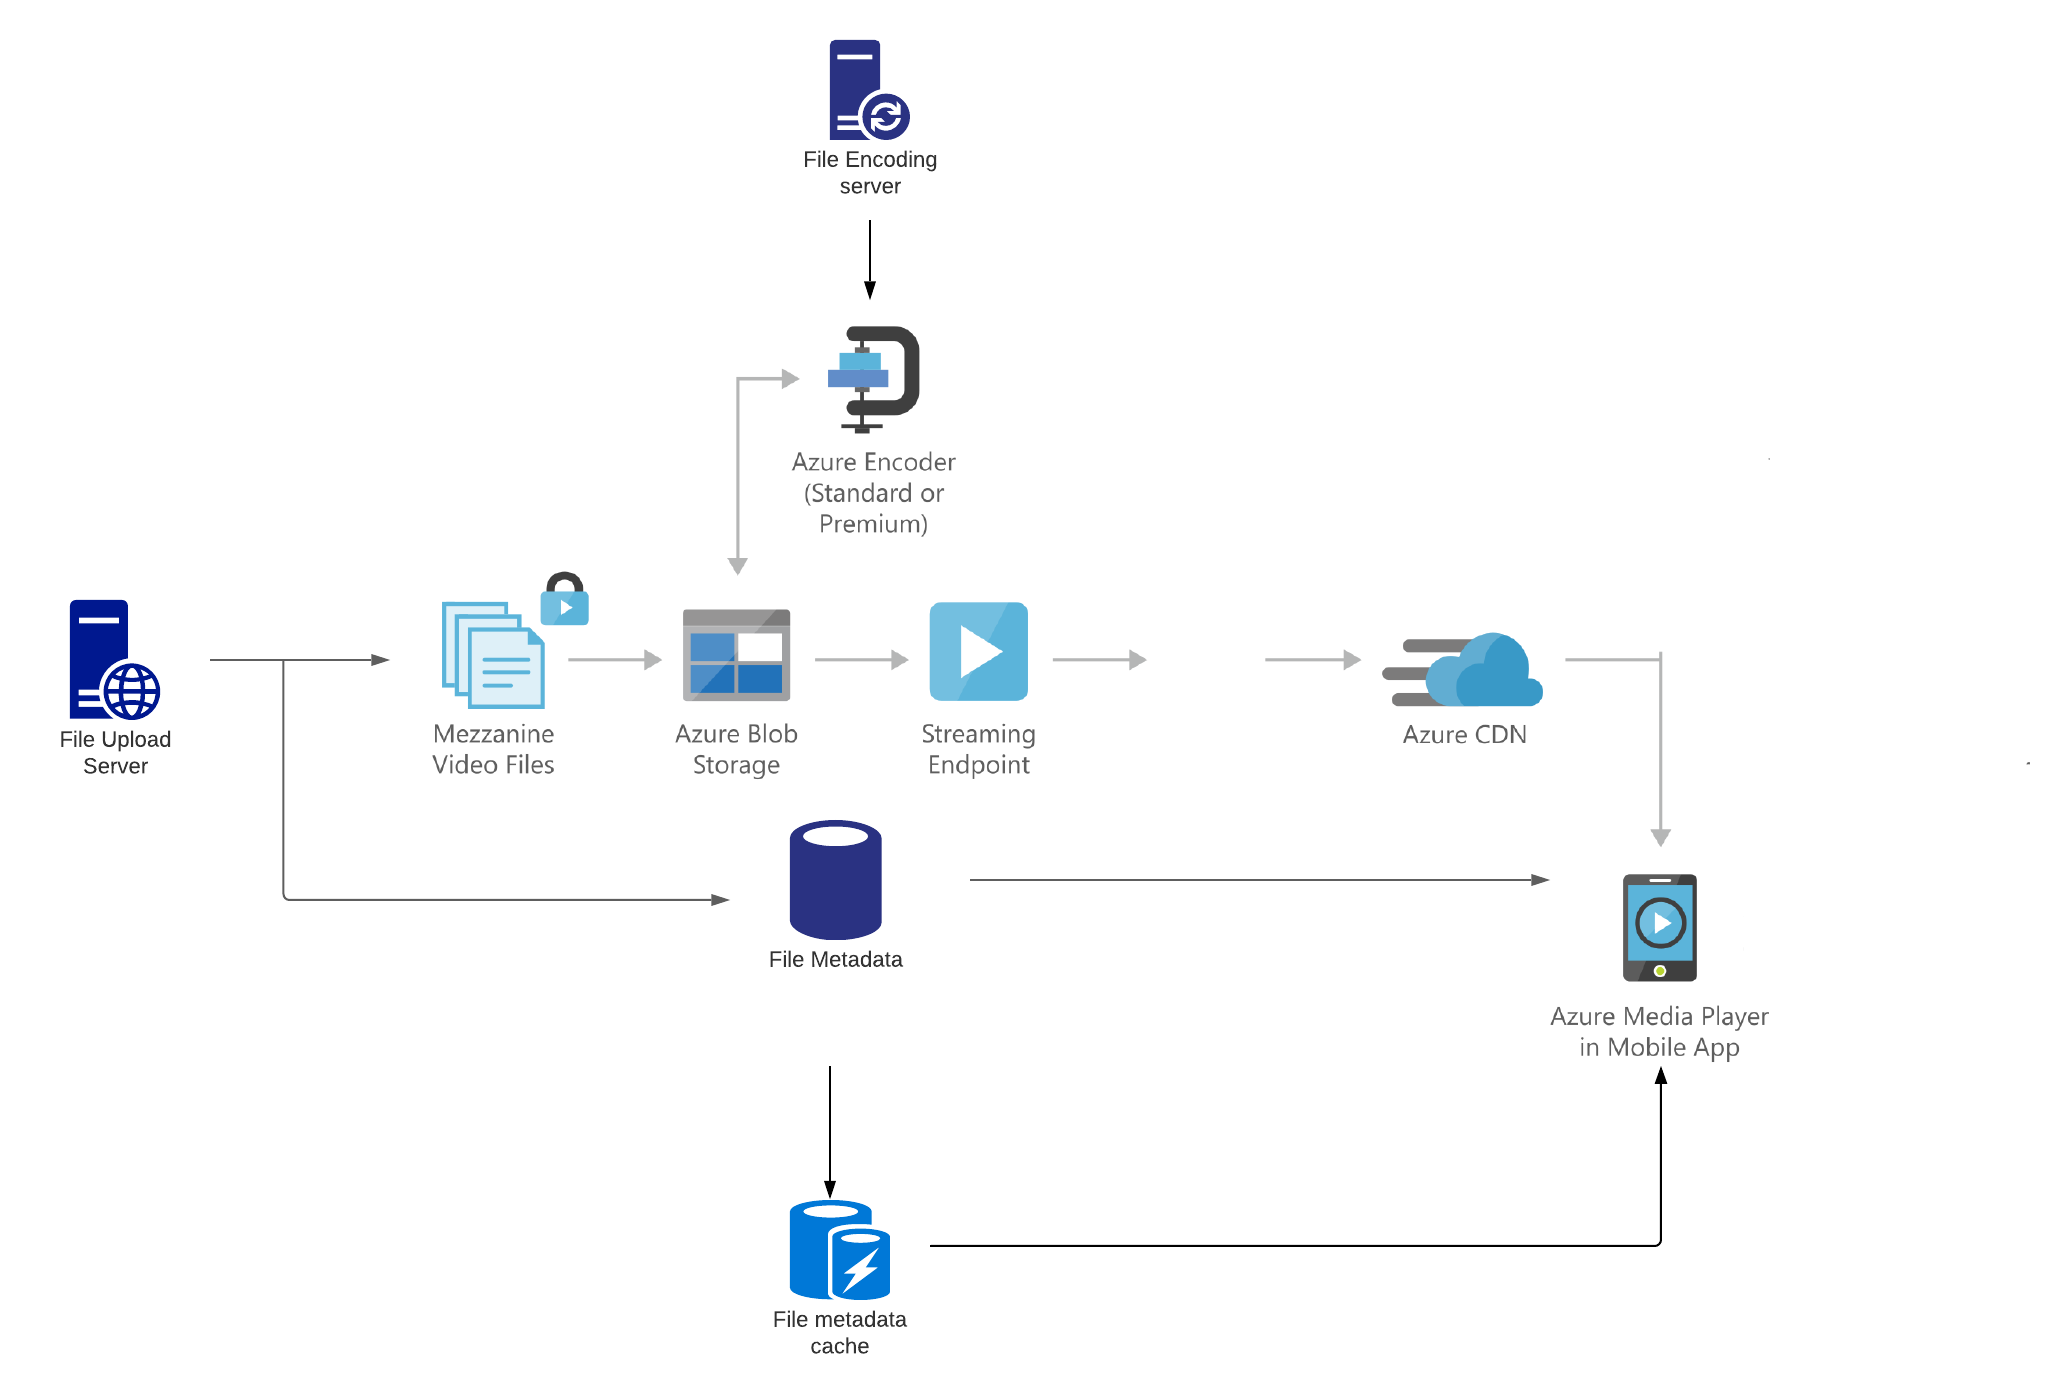 File Encoding
server
Azure Encoder
(Standard or
Premium)
File Upload
Server
Mezzanine
Video Files
Azure Blob
Storage
Streaming
Endpoint
Azure CDN
File Metadata
Azure Media Player
in Mobile App
File metadata
cache